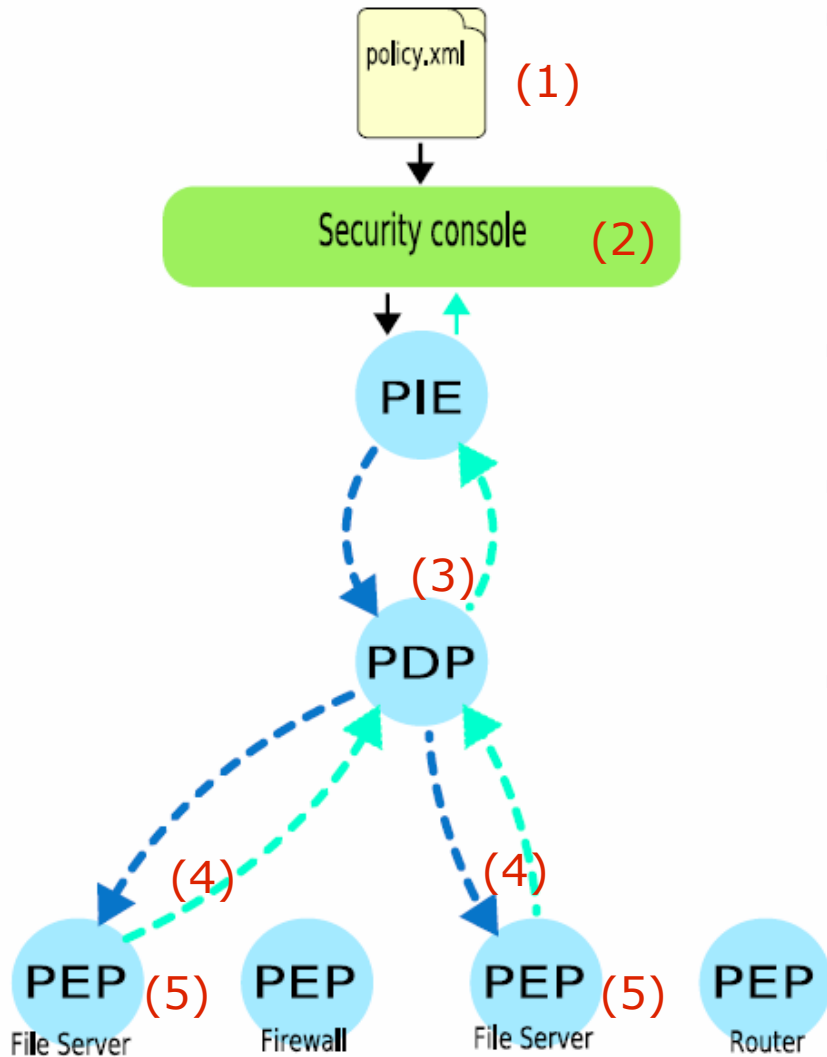 policy.xml
(1)
Security console
(2)
PIE
(3)
PDP
(4)
(4)
PEP
(5)
PEP
PEP
(5)
PEP
File Server
Firewall
File Server
Router